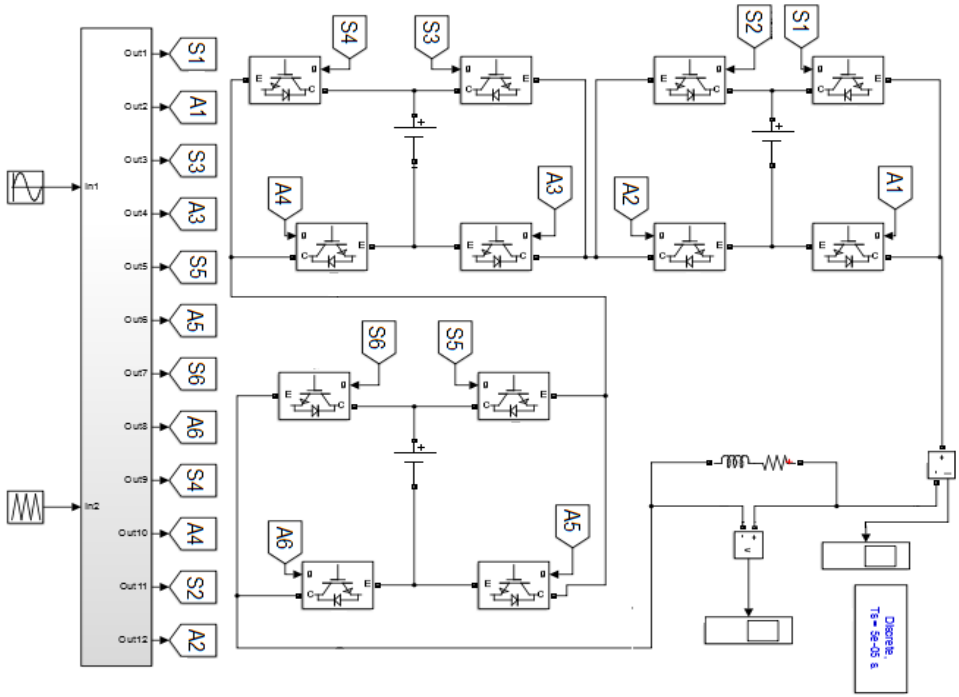 S4
S3
S2
S1
Out1
S1
g
g
g
g
E
C
C
E
E
C
C
E
+
+
Out2
A1
Out3
S3
In1
Out4
A3
A4
A3
A2
A1
g
g
g
g
C
E
E
C
C
E
E
C
Out5
S5
Out6
A5
S6
S5
Out7
S6
g
g
E
C
C
E
Out8
A6
+
Out9
S4
+
-
i
In2
Out10
A4
A6
A5
-
+
v
Out11
S2
g
g
C
E
E
C
Out12
A2
Discrete,
Ts = 5e-05 s.